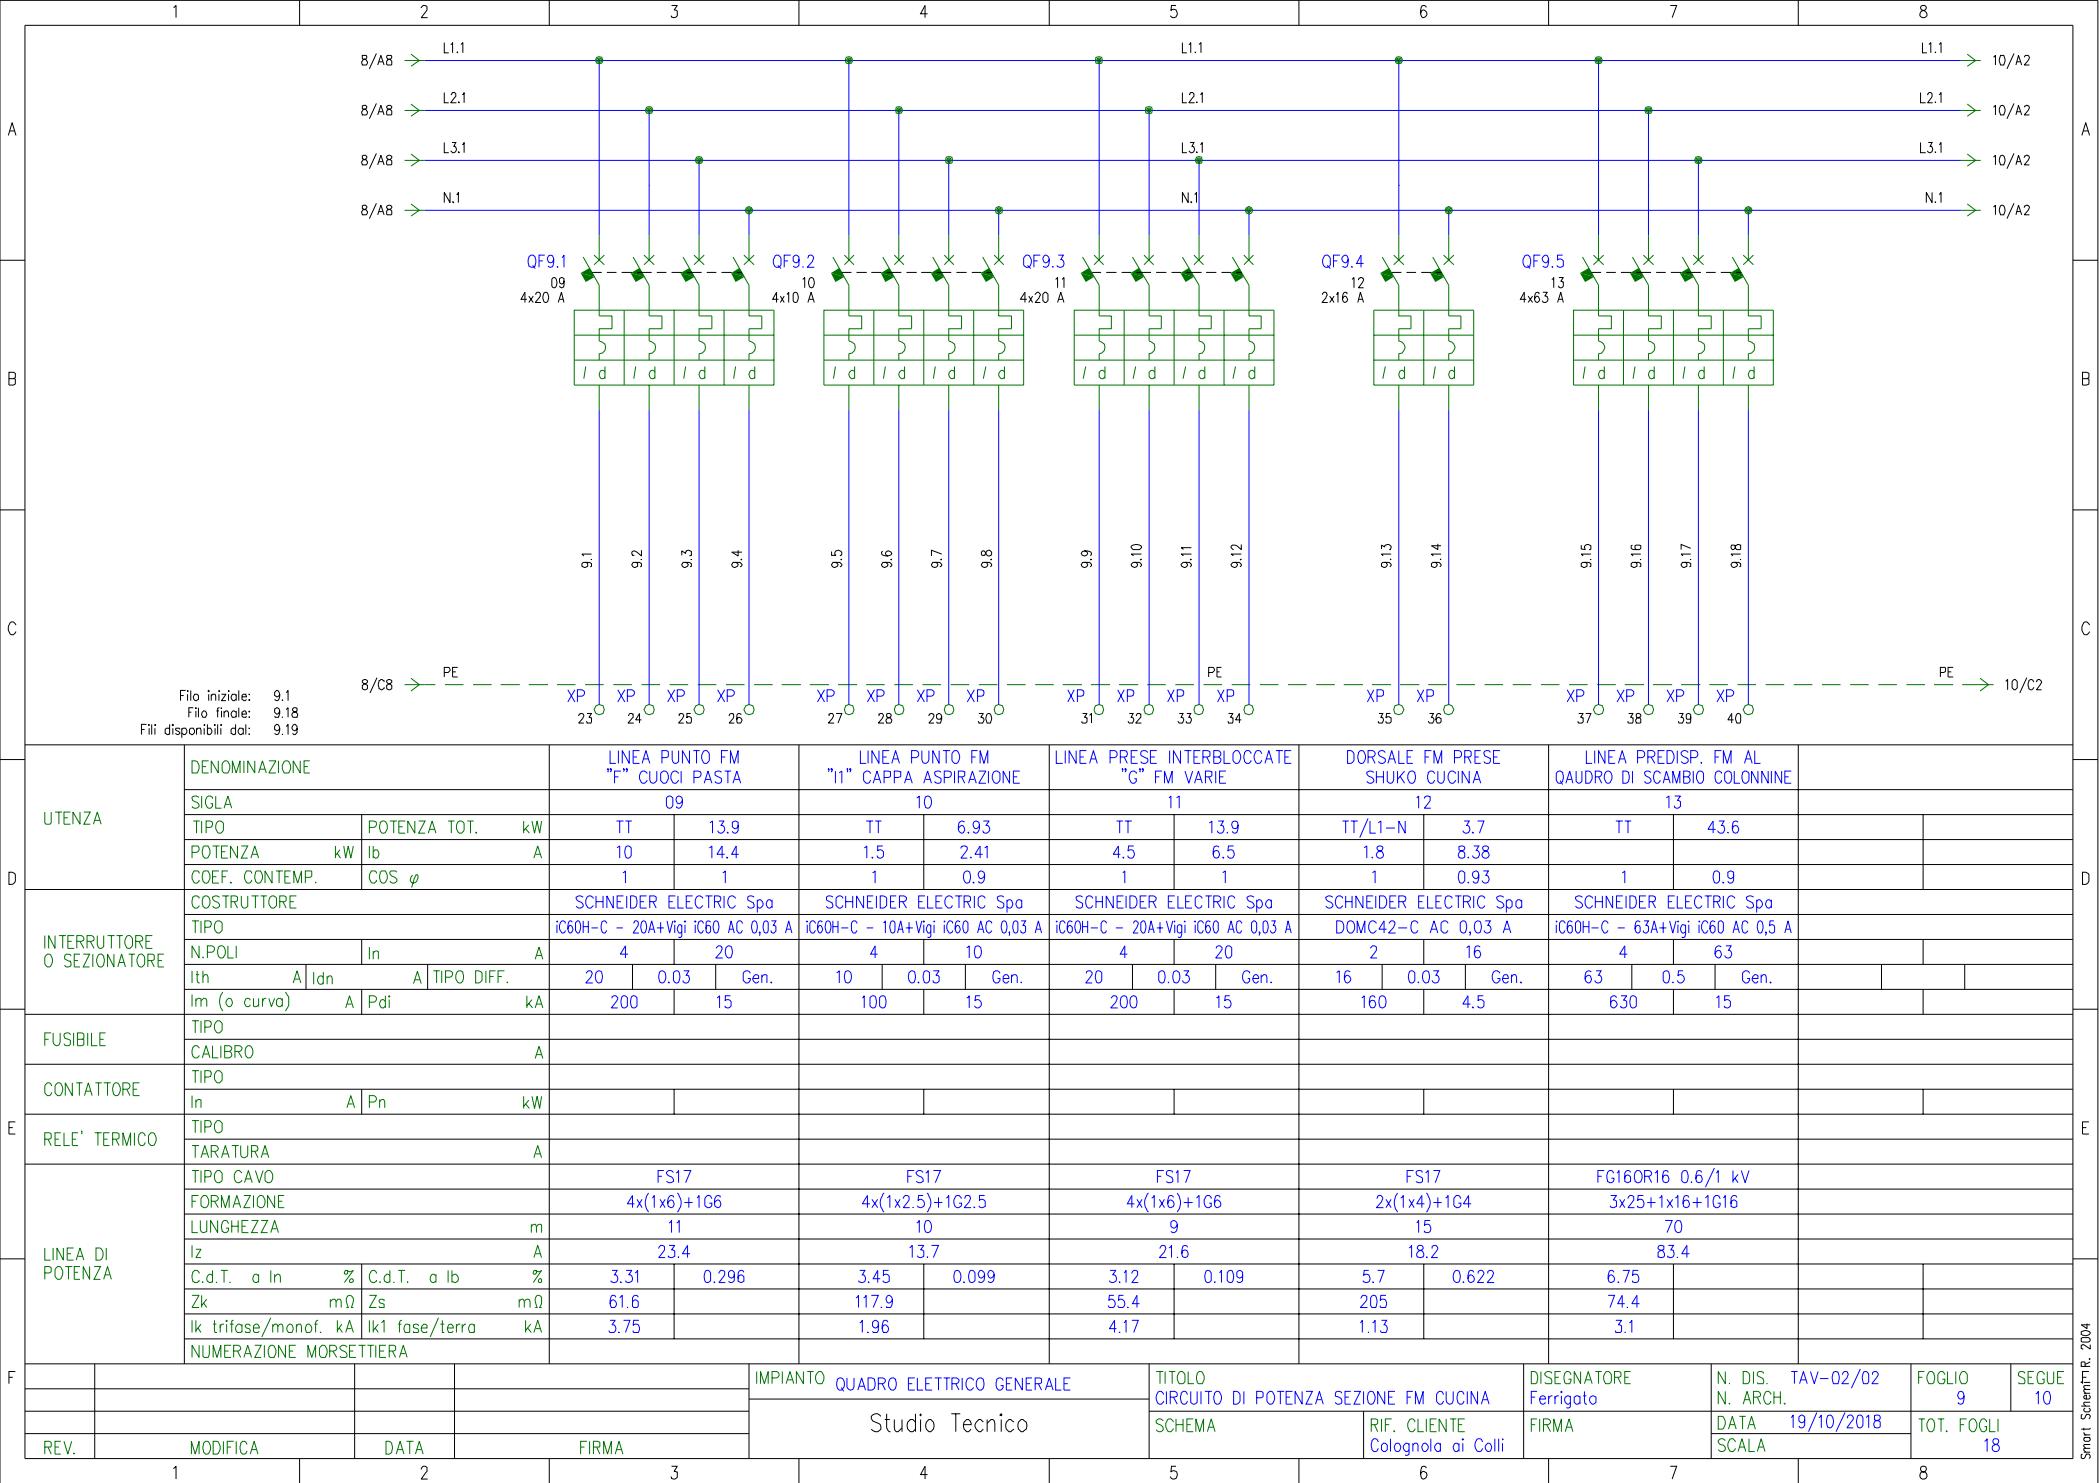 1 2 3 4 5 6 7 8
8/A8 L1.1 L1.1 L1.1 10/A2
8/A8 L2.1 L2.1 L2.1 10/A2
A A
8/A8 L3.1 L3.1 L3.1 10/A2
8/A8 N.1 N.1 N.1 10/A2
QF9.1 QF9.2 QF9.3 QF9.4 QF9.5
09 10 11 12 13
4x20 A 4x10 A 4x20 A 2x16 A 4x63 A
I d I d I d I d I d I d I d I d I d I d I d I d I d I d I d I d I d I d
B B
9.1 9.2 9.3 9.4 9.5 9.6 9.7 9.8 9.9 9.10 9.11 9.12 9.13 9.14 9.15 9.16 9.17 9.18
C C
8/C8 PE PE PE 10/C2
XP XP XP XP XP XP XP XP XP XP XP XP XP XP XP XP XP XP
23 24 25 26 27 28 29 30 31 32 33 34 35 36 37 38 39 40
Filo iniziale: 9.1
Filo finale: 9.18
Fili disponibili dal: 9.19
UTENZA
DENOMINAZIONE
LINEA PUNTO FM
"F" CUOCI PASTA
LINEA PUNTO FM
"I1" CAPPA ASPIRAZIONE
LINEA PRESE INTERBLOCCATE
"G" FM VARIE
DORSALE FM PRESE
SHUKO CUCINA
LINEA PREDISP. FM AL
QAUDRO DI SCAMBIO COLONNINE
SIGLA 09 10 11 12 13
TIPO POTENZA TOT. kW TT 13.9 TT 6.93 TT 13.9 TT/L1-N 3.7 TT 43.6
POTENZA kW Ib A 10 14.4 1.5 2.41 4.5 6.5 1.8 8.38
D D
COEF. CONTEMP. COS φ 1 1 1 0.9 1 1 1 0.93 1 0.9
INTERRUTTORE
O SEZIONATORE
COSTRUTTORE SCHNEIDER ELECTRIC Spa SCHNEIDER ELECTRIC Spa SCHNEIDER ELECTRIC Spa SCHNEIDER ELECTRIC Spa SCHNEIDER ELECTRIC Spa
TIPO iC60H-C - 20A+Vigi iC60 AC 0,03 A iC60H-C - 10A+Vigi iC60 AC 0,03 A iC60H-C - 20A+Vigi iC60 AC 0,03 A DOMC42-C AC 0,03 A iC60H-C - 63A+Vigi iC60 AC 0,5 A
N.POLI In A 4 20 4 10 4 20 2 16 4 63
Ith A Idn A TIPO DIFF. 20 0.03 Gen. 10 0.03 Gen. 20 0.03 Gen. 16 0.03 Gen. 63 0.5 Gen.
Im (o curva) A Pdi kA 200 15 100 15 200 15 160 4.5 630 15
FUSIBILE
TIPO
CALIBRO A
CONTATTORE
TIPO
In A Pn kW
E E
RELE' TERMICO
TIPO
TARATURA A
LINEA DI
POTENZA
TIPO CAVO FS17 FS17 FS17 FS17 FG16OR16 0.6/1 kV
FORMAZIONE 4x(1x6)+1G6 4x(1x2.5)+1G2.5 4x(1x6)+1G6 2x(1x4)+1G4 3x25+1x16+1G16
LUNGHEZZA m 11 10 9 15 70
Iz A 23.4 13.7 21.6 18.2 83.4
C.d.T. a In % C.d.T. a Ib % 3.31 0.296 3.45 0.099 3.12 0.109 5.7 0.622 6.75
Zk mΩ Zs mΩ 61.6 117.9 55.4 205 74.4
Ik trifase/monof. kA Ik1 fase/terra kA 3.75 1.96 4.17 1.13 3.1
NUMERAZIONE MORSETTIERA
F
REV. MODIFICA DATA FIRMA
IMPIANTO QUADRO ELETTRICO GENERALE
Studio Tecnico
TITOLO
CIRCUITO DI POTENZA SEZIONE FM CUCINA
SCHEMA
RIF. CLIENTE
Colognola ai Colli
DISEGNATORE
Ferrigato
FIRMA
N. DIS. TAV-02/02
N. ARCH.
DATA 19/10/2018
SCALA
FOGLIO
9
SEGUE
10
TOT. FOGLI
18
1 2 3 4 5 6 7 8
R. 2004